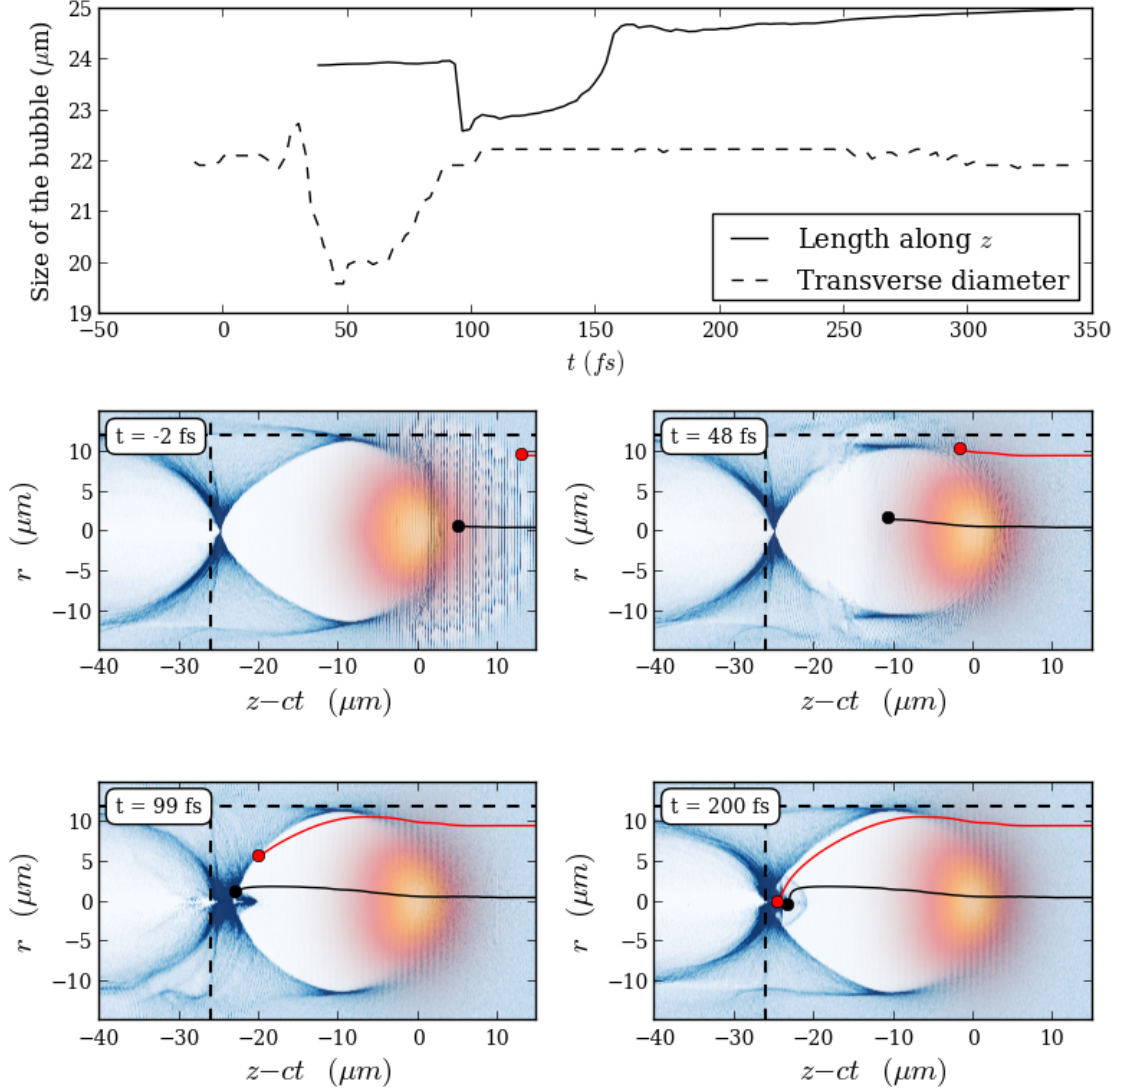 Size of the bubble (μm)
25
24
23
22
21
20
19
Length along z
Transverse diameter
−50 0 50 100 150 200 250 300 350
t (fs)
t = -2 fs
r (μm)
10
5
0
−5
−10
−40 −30 −20 −10 0 10
z−ct (μm)
t = 48 fs
r (μm)
10
5
0
−5
−10
−40 −30 −20 −10 0 10
z−ct (μm)
t = 99 fs
r (μm)
10
5
0
−5
−10
−40 −30 −20 −10 0 10
z−ct (μm)
t = 200 fs
r (μm)
10
5
0
−5
−10
−40 −30 −20 −10 0 10
z−ct (μm)